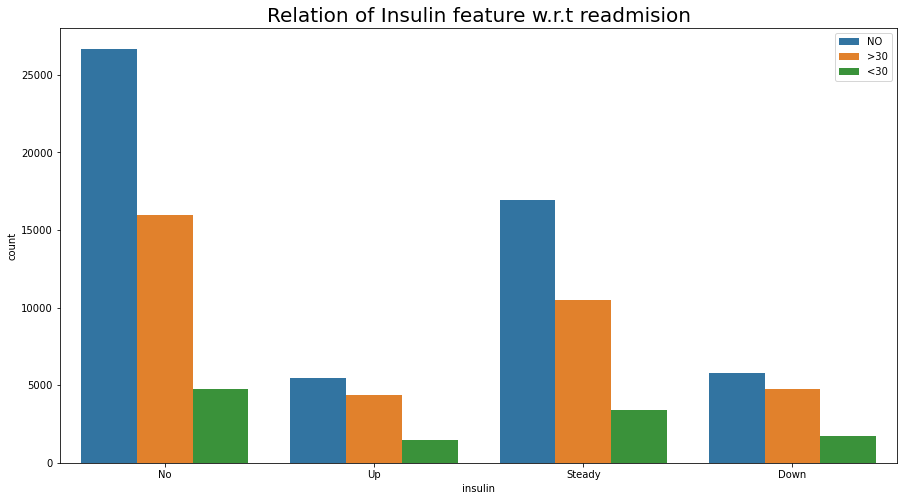 Relation of Insulin feature w.r.t readmision
NO
>30
<30
25000
20000
15000
10000
5000
0
count
No Up Steady Down
insulin